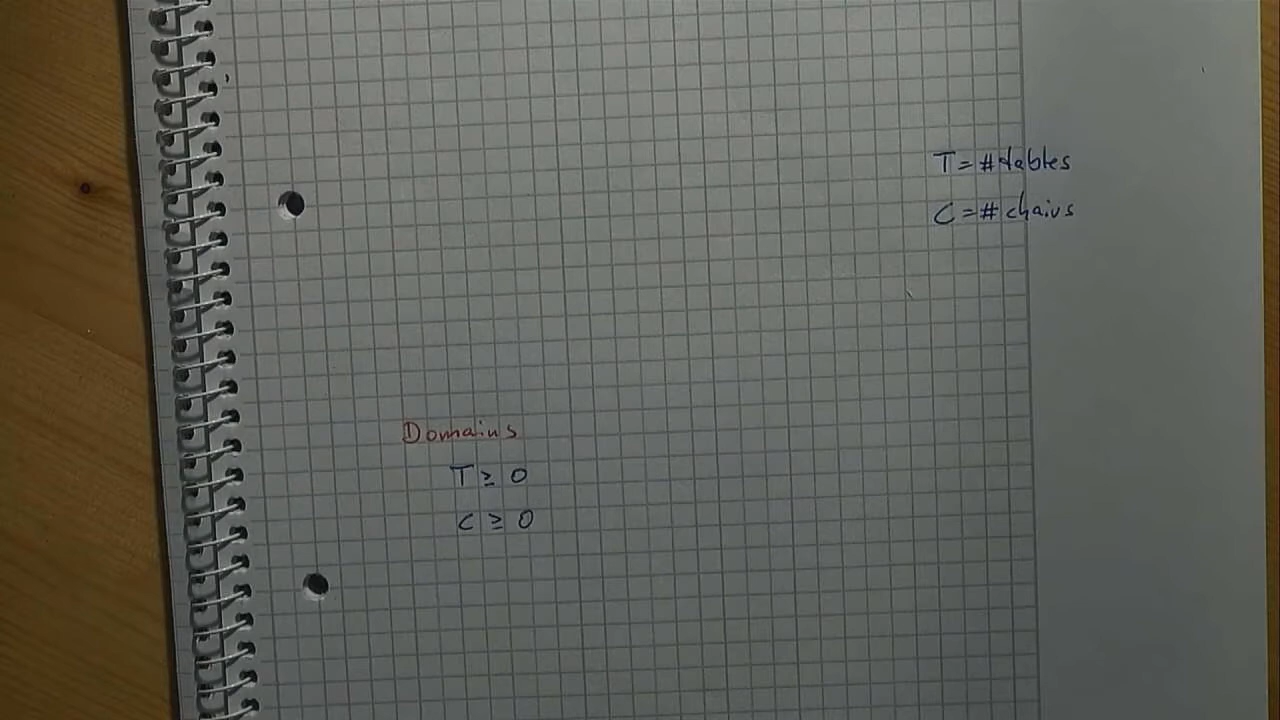 T = #tables
C = #chairs
Domains
T ≥ 0
C ≥ 0